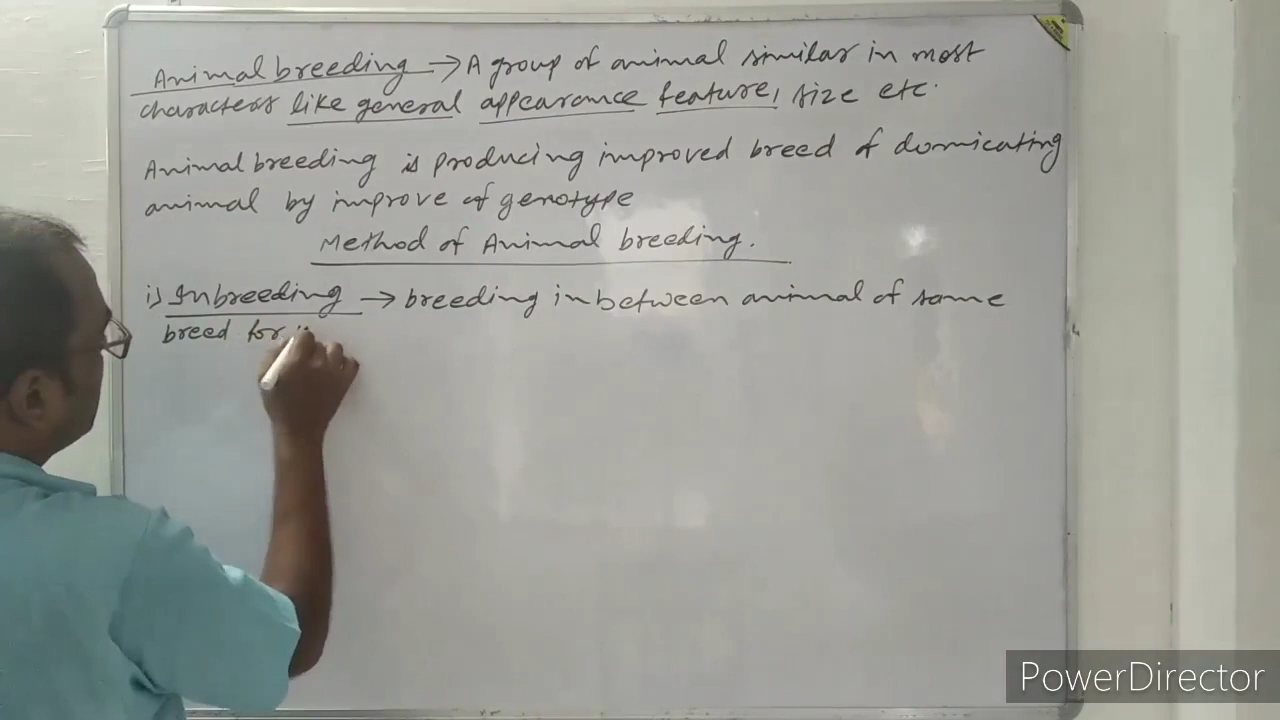 Animal breeding → A group of animal similar in most
characters like general appearance feature, size etc.
Animal breeding is producing improved breed of domicating
animal by improve of genotype
Method of Animal breeding.
i) Inbreeding → breeding inbetween animal of same
breed for
PowerDirector